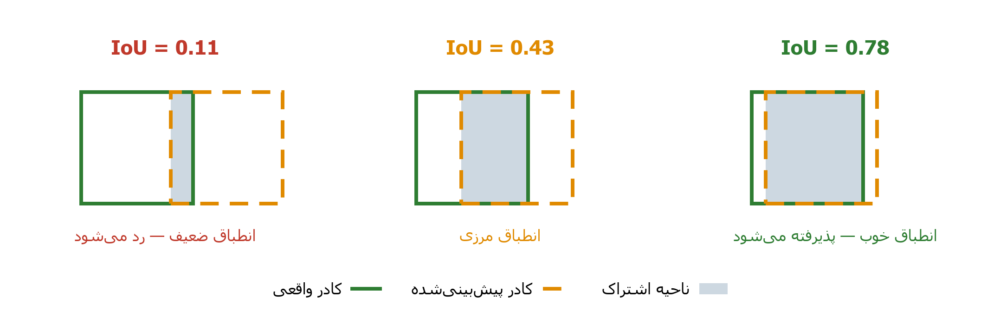 IoU = 0.11
IoU = 0.43
IoU = 0.78
انطباق ضعیف — رد می‌شود
انطباق مرزی
انطباق خوب — پذیرفته می‌شود
کادر واقعی
کادر پیش‌بینی‌شده
ناحیه اشتراک